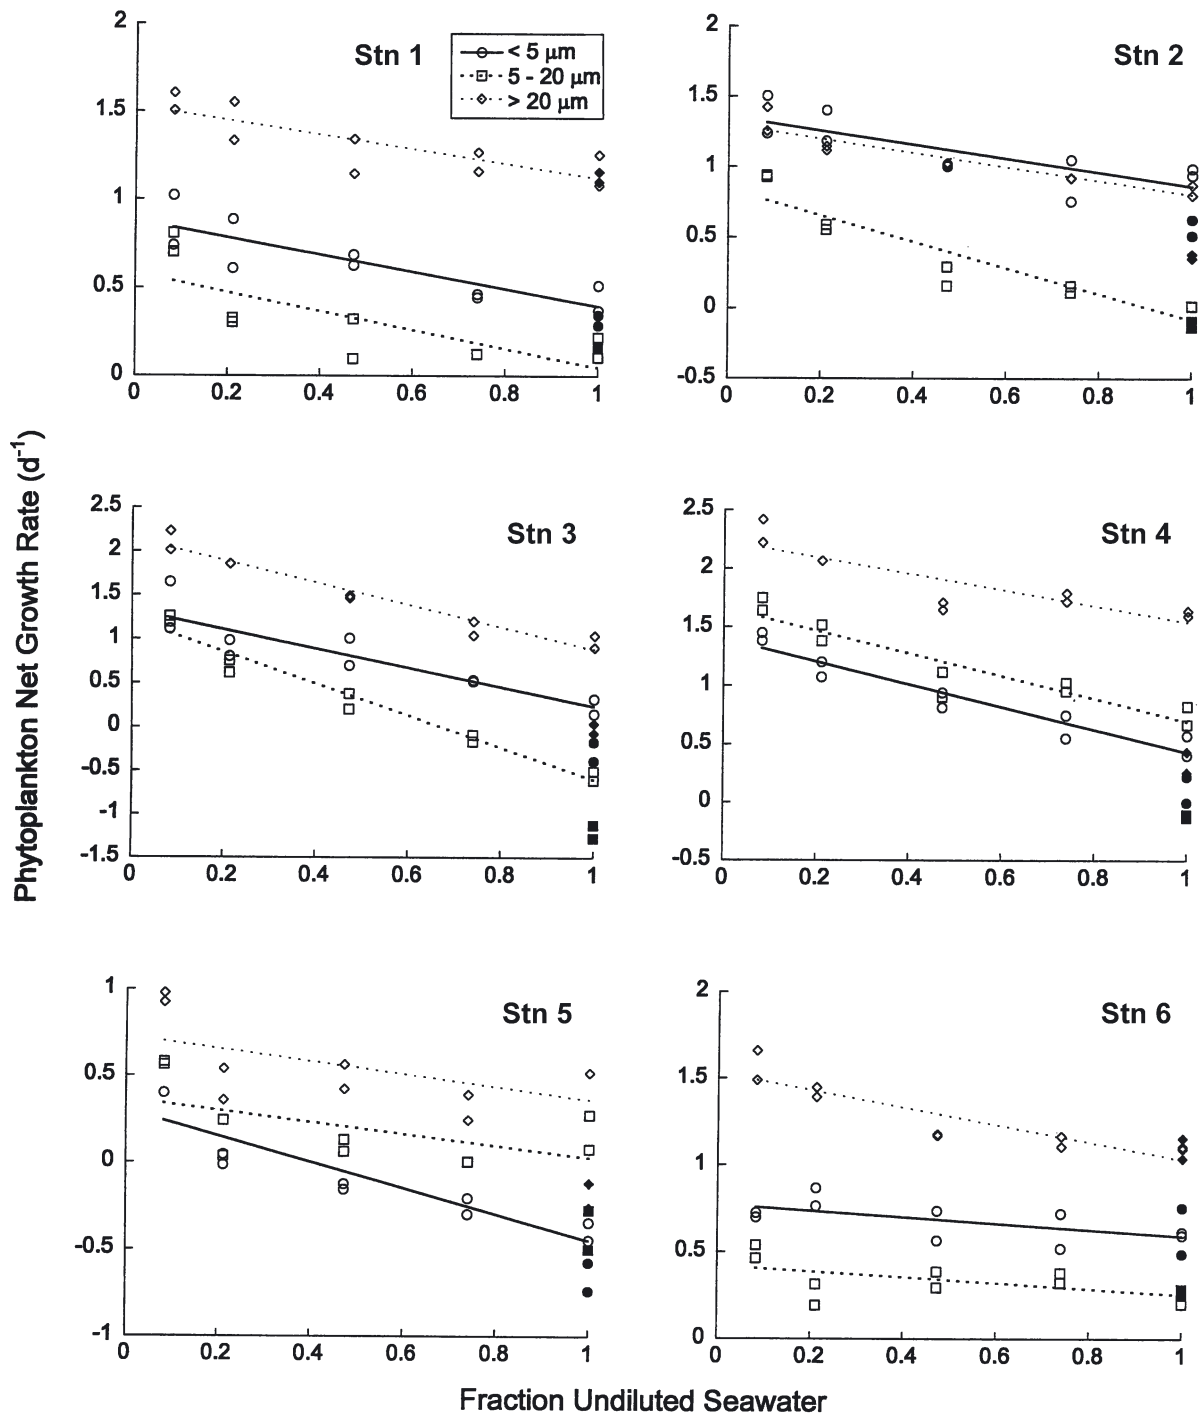 Phytoplankton Net Growth Rate (d⁻¹)
Stn 1
< 5 μm
5 - 20 μm
> 20 μm
2
1.5
1
0.5
0
0 0.2 0.4 0.6 0.8 1
Stn 2
2
1.5
1
0.5
0
-0.5
0 0.2 0.4 0.6 0.8 1
Stn 3
2.5
2
1.5
1
0.5
0
-0.5
-1
-1.5
0 0.2 0.4 0.6 0.8 1
Stn 4
2.5
2
1.5
1
0.5
0
-0.5
0 0.2 0.4 0.6 0.8 1
Stn 5
1
0.5
0
-0.5
-1
0 0.2 0.4 0.6 0.8 1
Stn 6
2
1.5
1
0.5
0
0 0.2 0.4 0.6 0.8 1
Fraction Undiluted Seawater